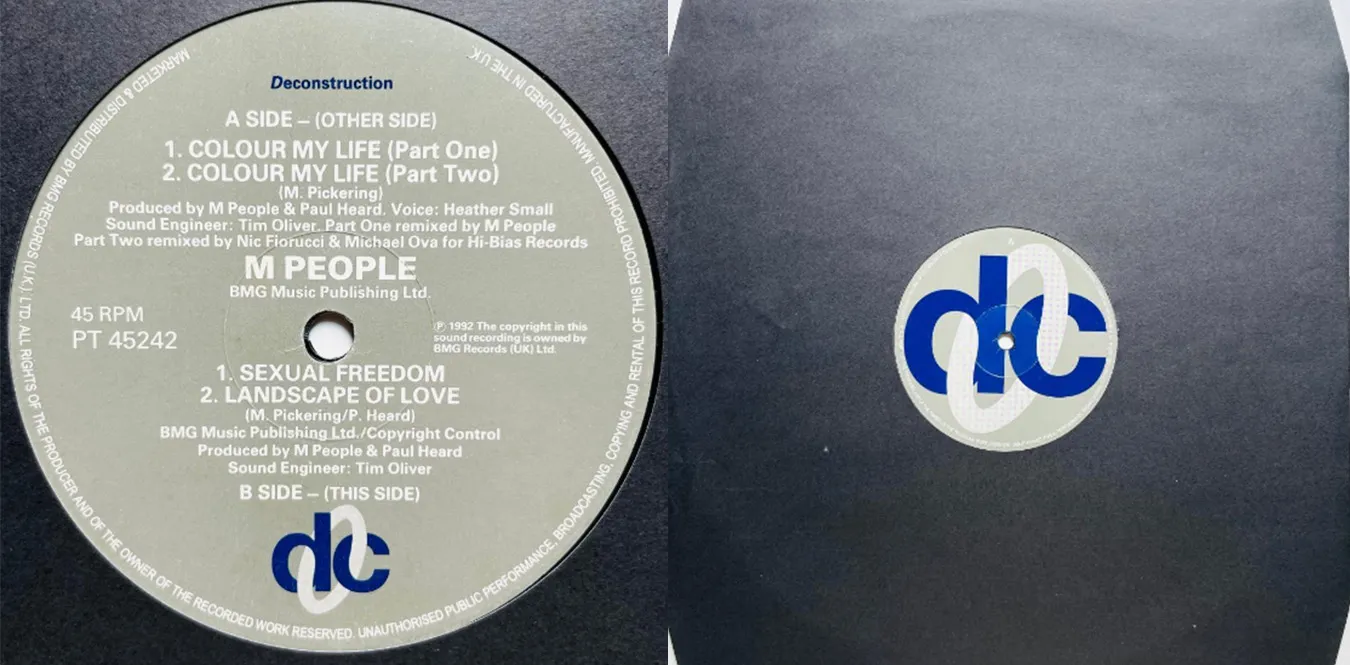 Deconstruction
A SIDE – (OTHER SIDE)
1. COLOUR MY LIFE (Part One)
2. COLOUR MY LIFE (Part Two)
(M. Pickering)
Produced by M People & Paul Heard. Voice: Heather Small
Sound Engineer: Tim Oliver. Part One remixed by M People
Part Two remixed by Nic Fiorucci & Michael Ova for Hi-Bias Records
M PEOPLE
BMG Music Publishing Ltd.
45 RPM
PT 45242
℗ 1992 The copyright in this
sound recording is owned by
BMG Records (UK) Ltd.
1. SEXUAL FREEDOM
2. LANDSCAPE OF LOVE
(M. Pickering/P. Heard)
BMG Music Publishing Ltd./Copyright Control
Produced by M People & Paul Heard
Sound Engineer: Tim Oliver
B SIDE – (THIS SIDE)
dc
MARKETED & DISTRIBUTED BY BMG RECORDS (U.K.) LTD. ALL RIGHTS OF THE PRODUCER AND OF THE OWNER OF THE RECORDED WORK RESERVED. UNAUTHORISED PUBLIC PERFORMANCE, BROADCASTING, COPYING AND RENTAL OF THIS RECORD PROHIBITED. MANUFACTURED IN THE U.K.
A
dc